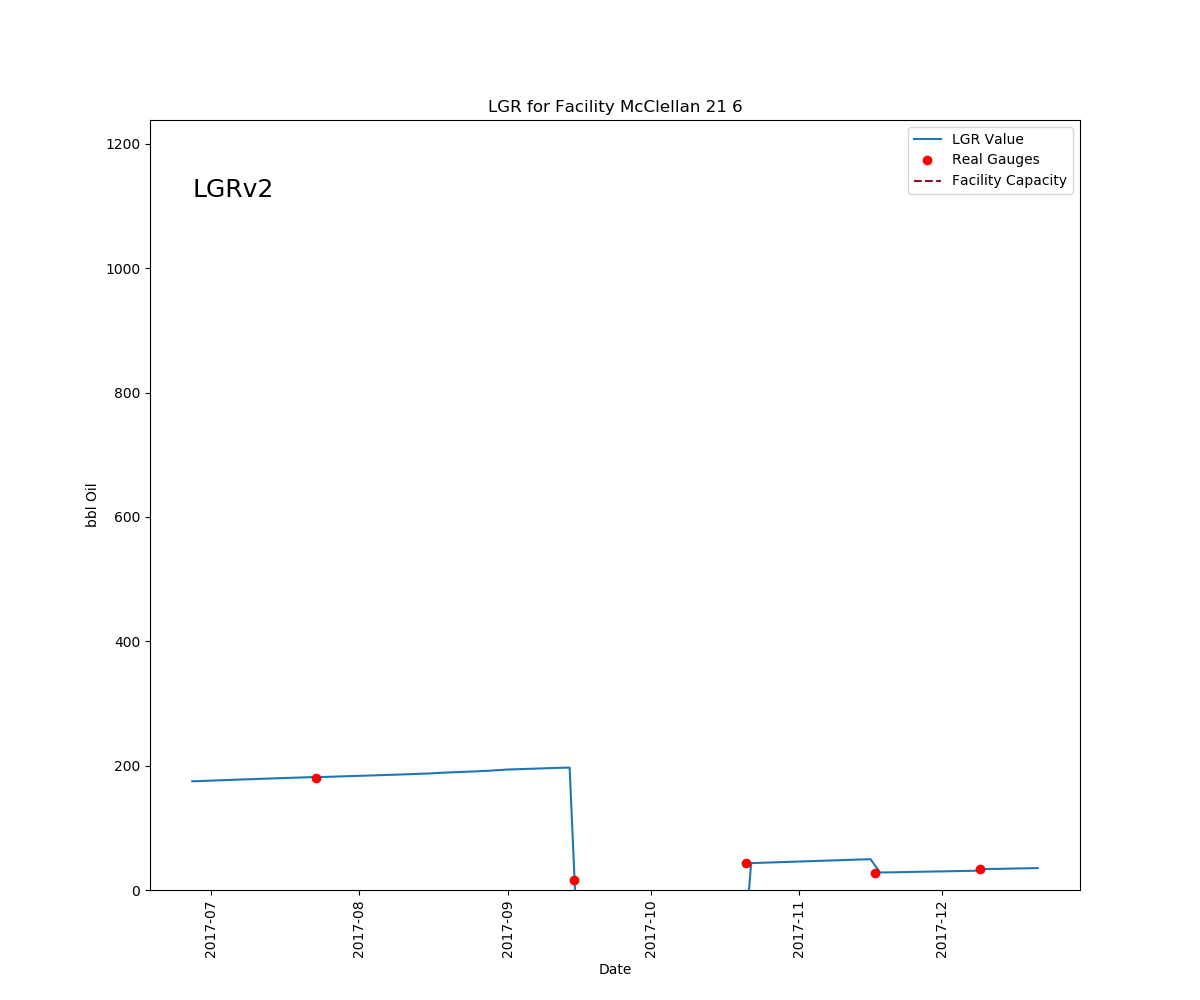 LGR for Facility McClellan 21 6
LGRv2
LGR Value
Real Gauges
Facility Capacity
bbl Oil
1200
1000
800
600
400
200
0
2017-07
2017-08
2017-09
2017-10
2017-11
2017-12
Date